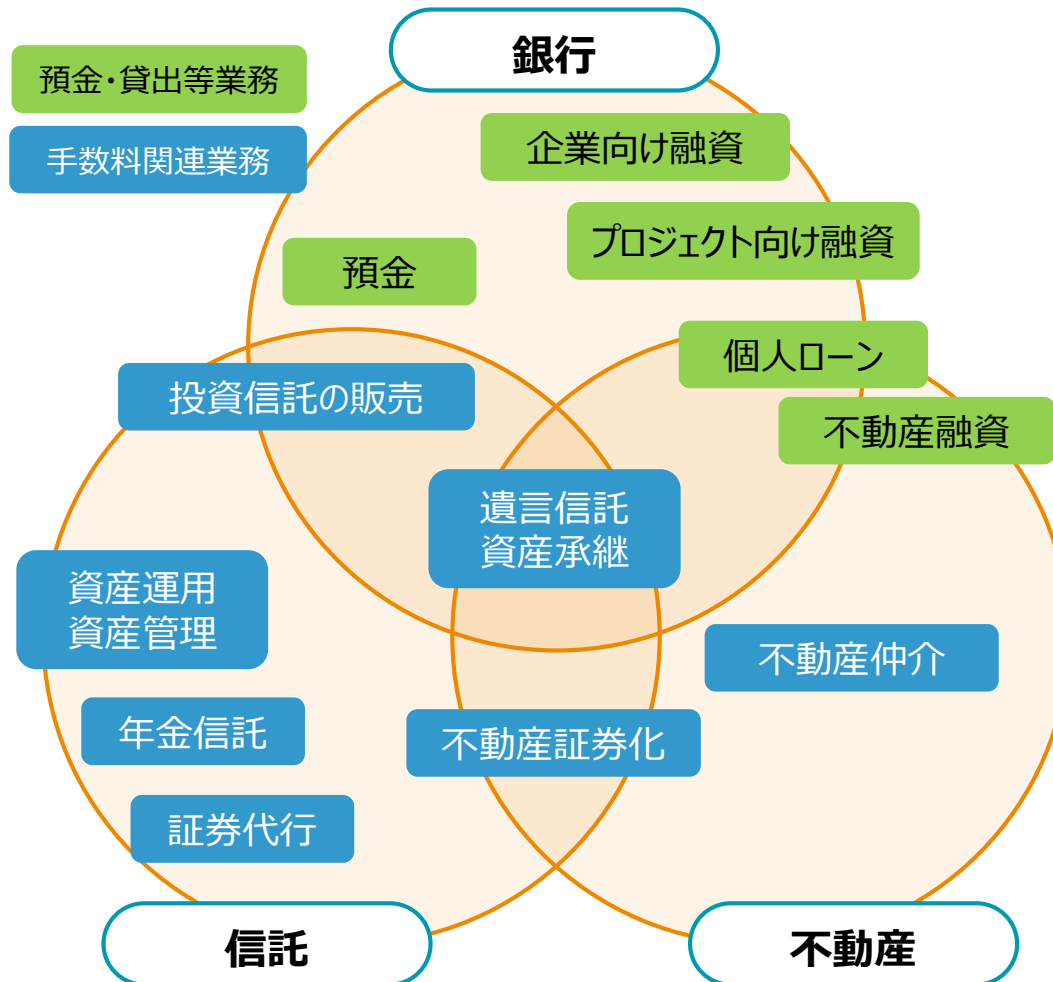 銀行
預金・貸出等業務
手数料関連業務
企業向け融資
プロジェクト向け融資
預金
個人ローン
投資信託の販売
不動産融資
遺言信託
資産承継
資産運用
資産管理
不動産仲介
年金信託
不動産証券化
証券代行
信託
不動産